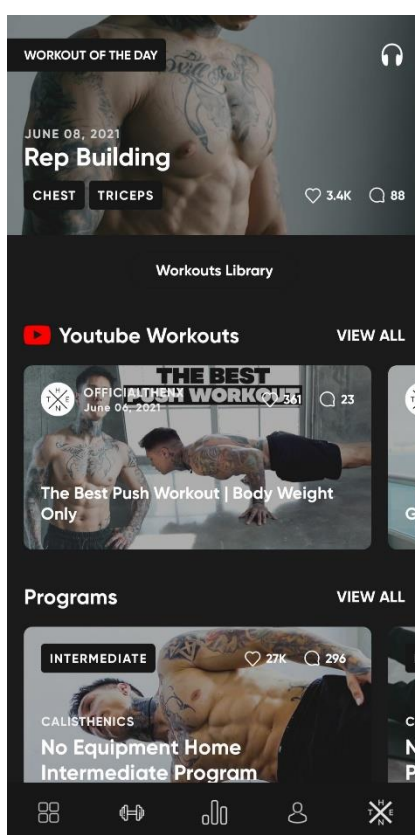 WORKOUT OF THE DAY
JUNE 08, 2021
Rep Building
CHEST TRICEPS 3.4K 88
Workouts Library
Youtube Workouts VIEW ALL
THE BEST
PUSH WORKOUT
OFFICIALTHENX
June 06, 2021
361 23
The Best Push Workout | Body Weight
Only
G
Programs VIEW ALL
INTERMEDIATE 27K 296
CALISTHENICS
No Equipment Home
Intermediate Program
C
N
P
THEN